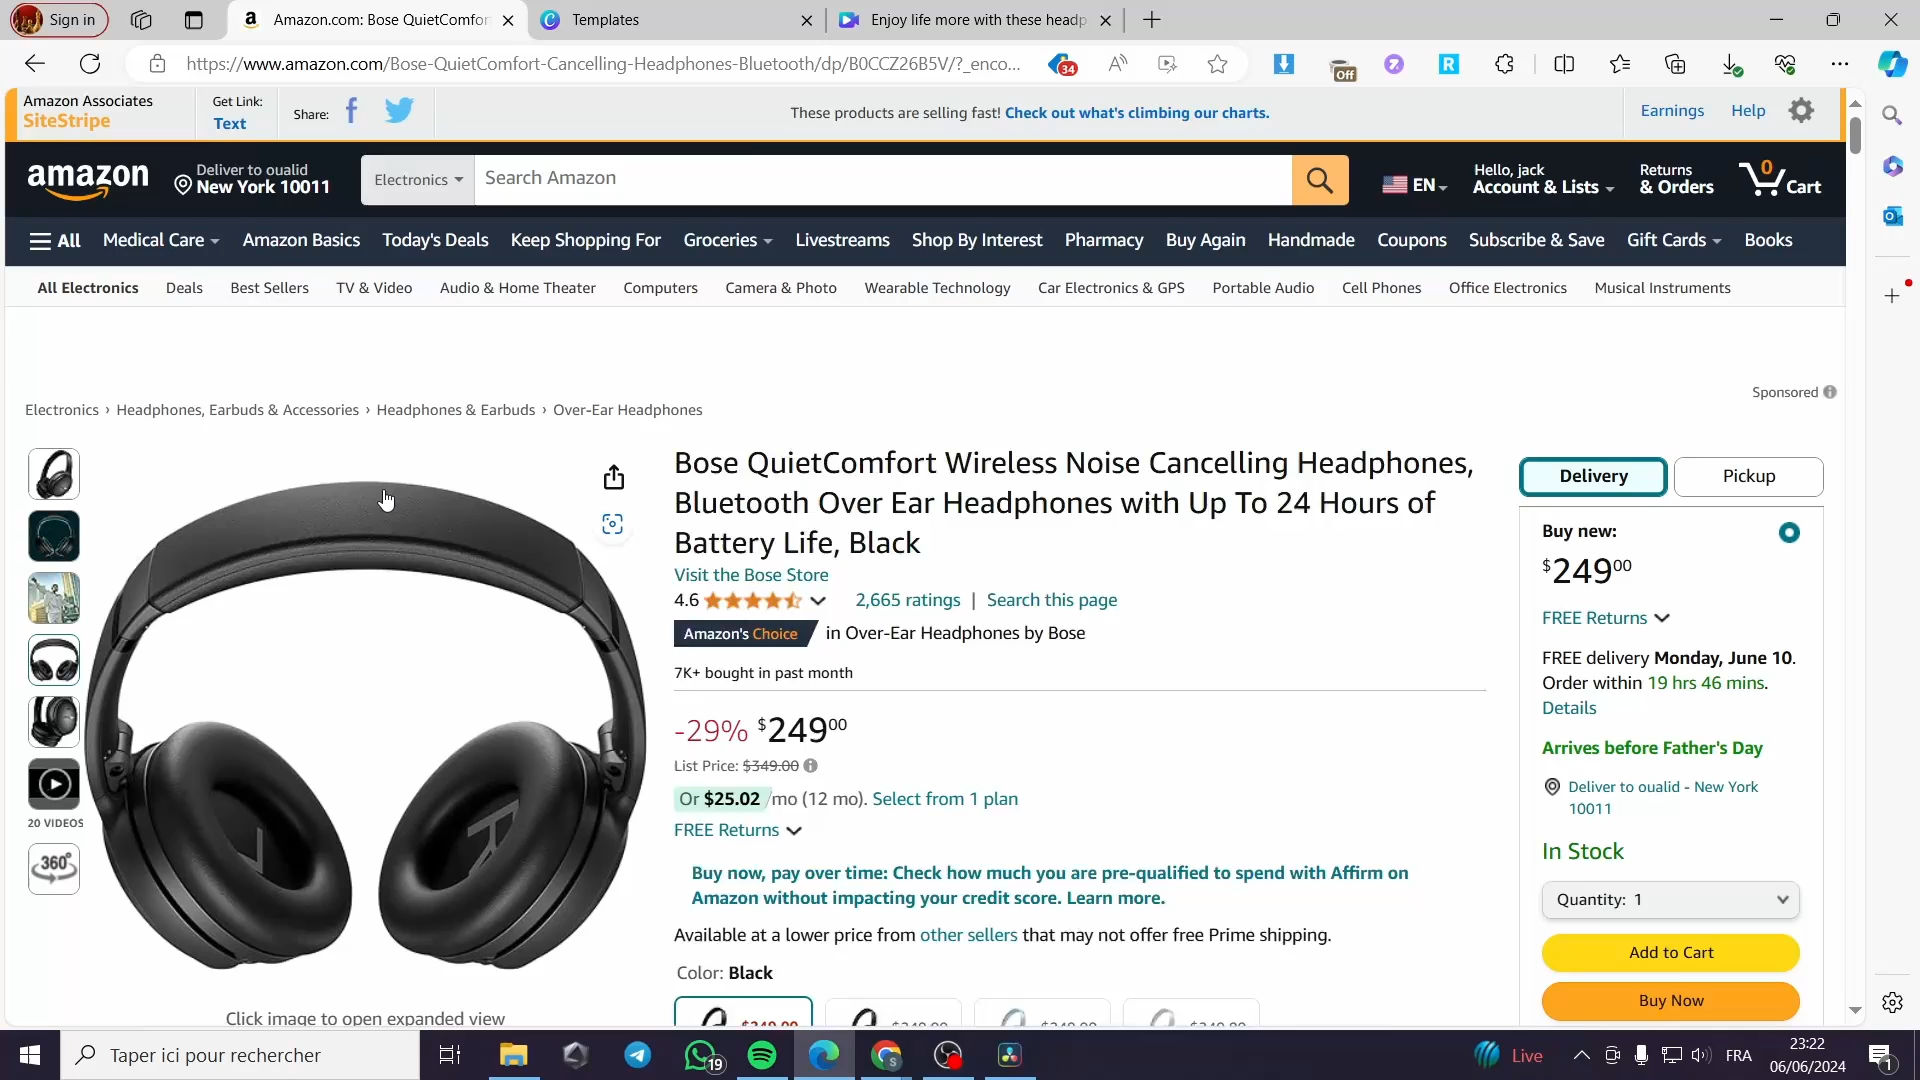 Sign in
Amazon.com: Bose QuietComfor
Templates
Enjoy life more with these headp
https://www.amazon.com/Bose-QuietComfort-Cancelling-Headphones-Bluetooth/dp/B0CCZ26B5V/?_enco...
34
Off
R
Amazon Associates
SiteStripe
Get Link:
Text
Share:
These products are selling fast! Check out what's climbing our charts.
Earnings
Help
amazon
Deliver to oualid
New York 10011
Electronics
Search Amazon
EN
Hello, jack
Account & Lists
Returns
& Orders
0
Cart
All
Medical Care
Amazon Basics
Today's Deals
Keep Shopping For
Groceries
Livestreams
Shop By Interest
Pharmacy
Buy Again
Handmade
Coupons
Subscribe & Save
Gift Cards
Books
All Electronics
Deals
Best Sellers
TV & Video
Audio & Home Theater
Computers
Camera & Photo
Wearable Technology
Car Electronics & GPS
Portable Audio
Cell Phones
Office Electronics
Musical Instruments
Sponsored
Electronics › Headphones, Earbuds & Accessories › Headphones & Earbuds › Over-Ear Headphones
20 VIDEOS
360°
Click image to open expanded view
Bose QuietComfort Wireless Noise Cancelling Headphones,
Bluetooth Over Ear Headphones with Up To 24 Hours of
Battery Life, Black
Visit the Bose Store
4.6
2,665 ratings | Search this page
Amazon's Choice in Over-Ear Headphones by Bose
7K+ bought in past month
-29% $24900
List Price: $349.00
Or $25.02 /mo (12 mo). Select from 1 plan
FREE Returns
Buy now, pay over time: Check how much you are pre-qualified to spend with Affirm on
Amazon without impacting your credit score. Learn more.
Available at a lower price from other sellers that may not offer free Prime shipping.
Color: Black
Delivery
Pickup
Buy new:
$24900
FREE Returns
FREE delivery Monday, June 10.
Order within 19 hrs 46 mins.
Details
Arrives before Father's Day
Deliver to oualid - New York
10011
In Stock
Quantity: 1
Add to Cart
Buy Now
Taper ici pour rechercher
19
Live
FRA
23:22
06/06/2024
1